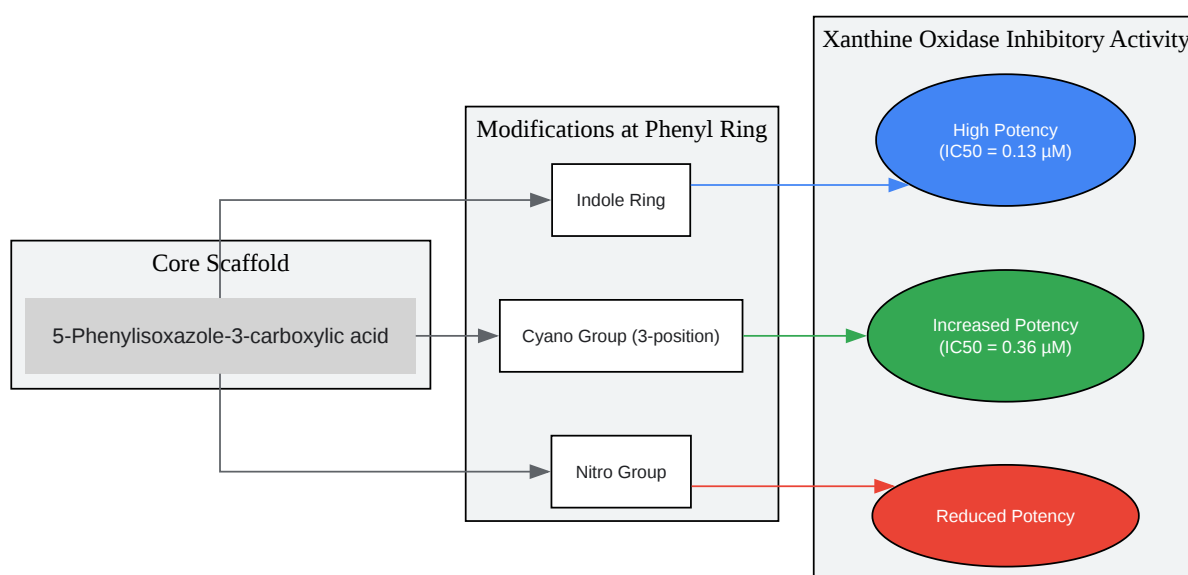 Core Scaffold
5-Phenylisoxazole-3-carboxylic acid
Modifications at Phenyl Ring
Indole Ring
Cyano Group (3-position)
Nitro Group
Xanthine Oxidase Inhibitory Activity
High Potency
(IC50 = 0.13 µM)
Increased Potency
(IC50 = 0.36 µM)
Reduced Potency